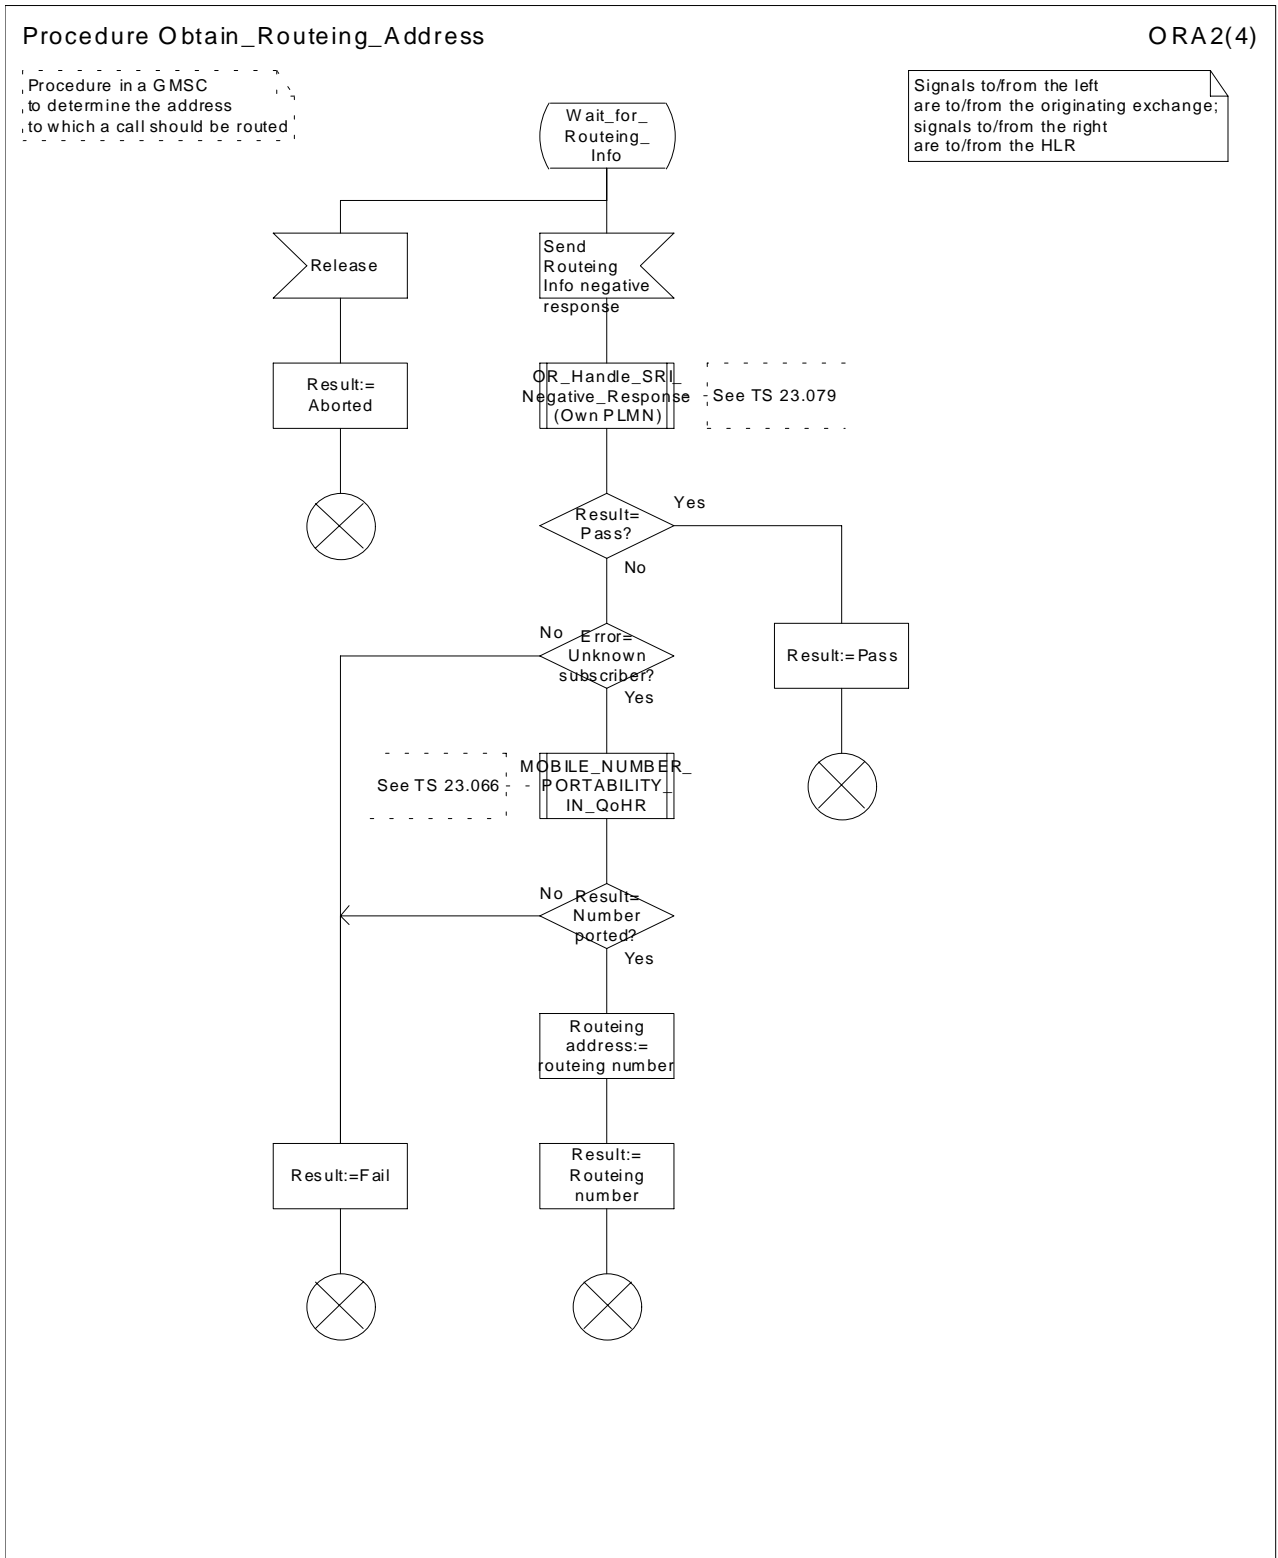 Procedure Obtain_Routeing_Address
ORA2(4)
Procedure in a GMSC
to determine the address
to which a call should be routed
Signals to/from the left
are to/from the originating exchange;
signals to/from the right
are to/from the HLR
Wait_for_
Routeing_
Info
Release
Send
Routeing
Info negative
response
Result:=
Aborted
OR_Handle_SRI_
Negative_Response
(Own PLMN)
See TS 23.079
Result=
Pass?
Yes
No
Error=
Unknown
subscriber?
No
Yes
Result:=Pass
See TS 23.066
MOBILE_NUMBER_
PORTABILITY_
IN_QoHR
Result=
Number
ported?
No
Yes
Routeing
address:=
routeing number
Result:=Fail
Result:=
Routeing
number